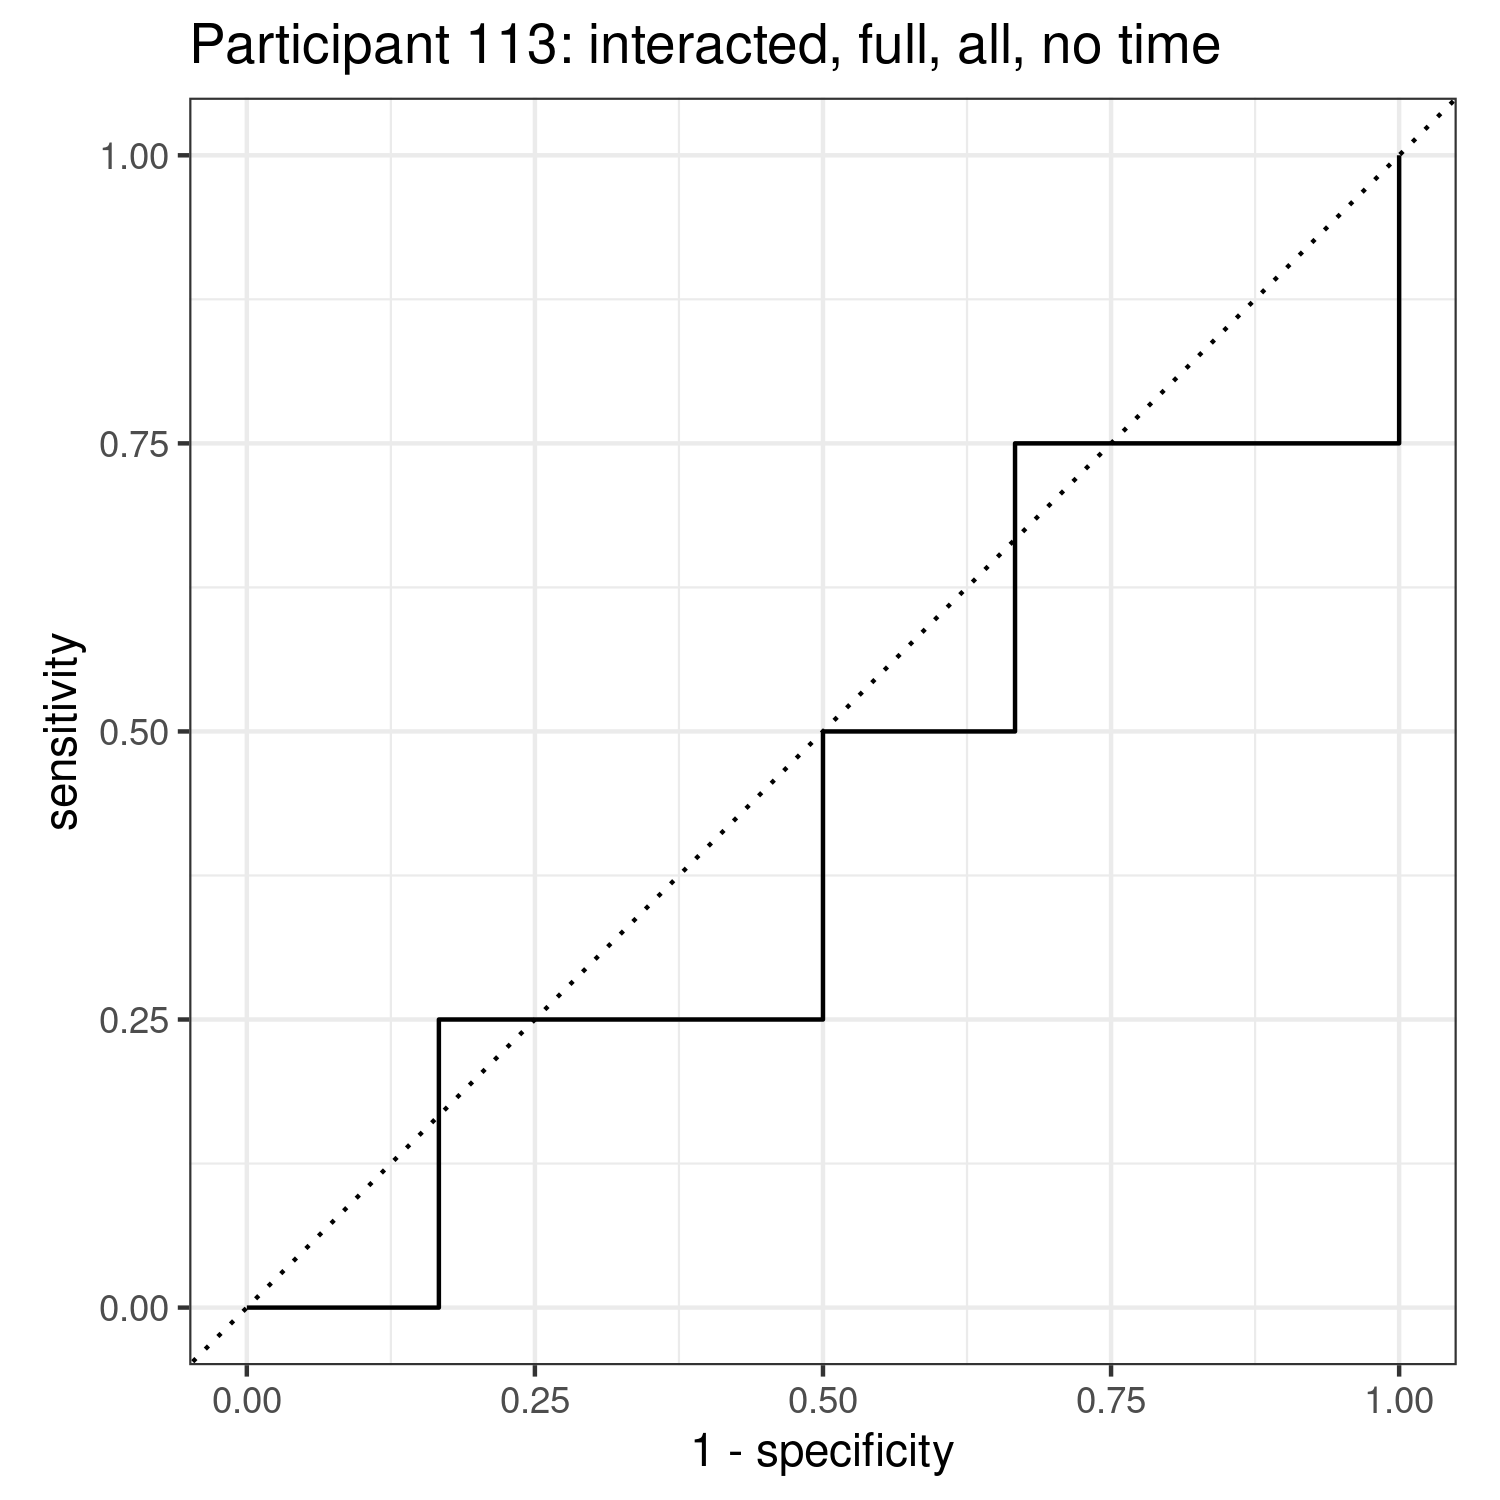 Participant 113: interacted, full, all, no time
1.00
0.75
0.50
0.25
0.00
sensitivity
0.00 0.25 0.50 0.75 1.00
1 - specificity